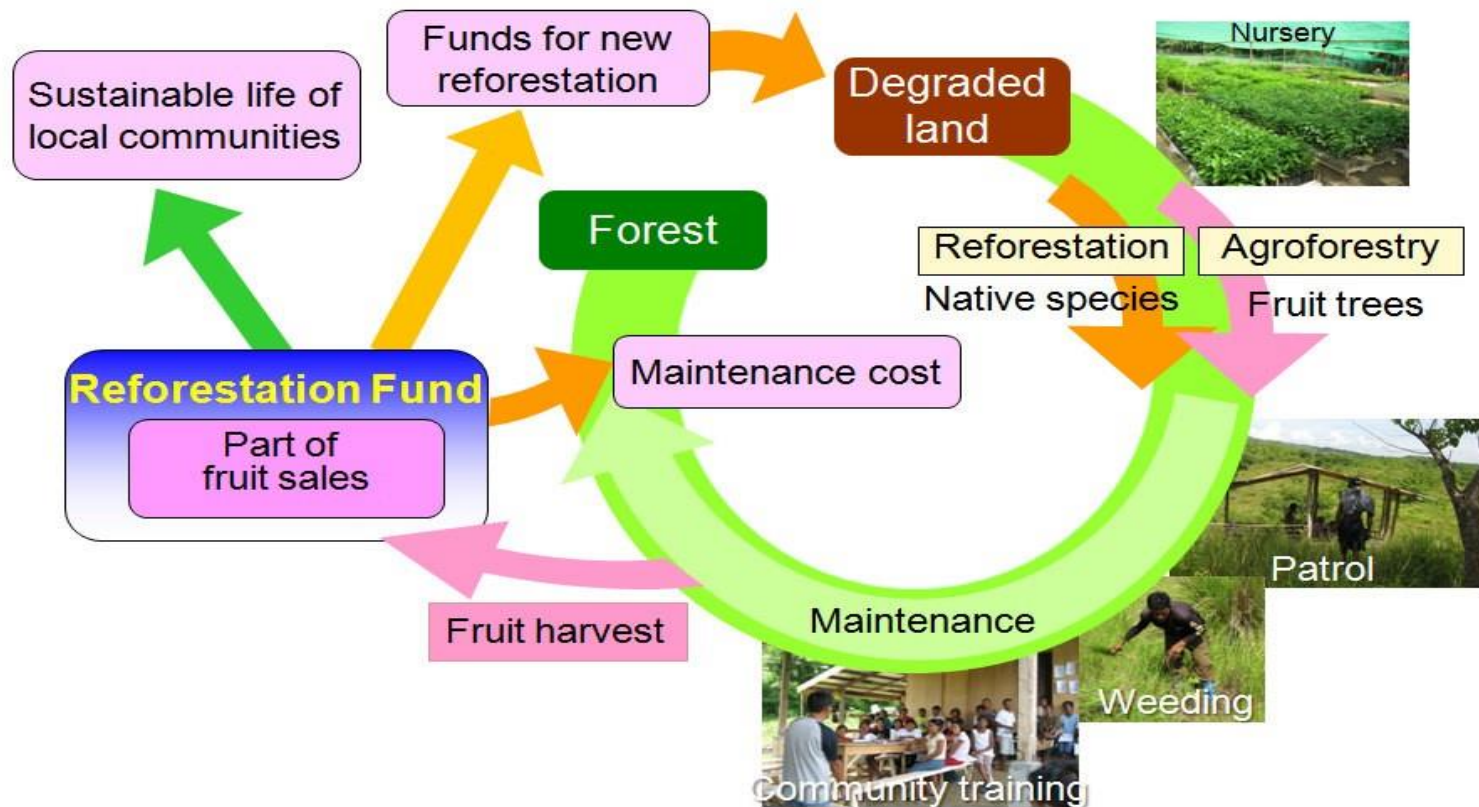 Funds for new
reforestation
Sustainable life of
local communities
Degraded
land
Nursery
Forest
Reforestation
Native species
Agroforestry
Fruit trees
Maintenance cost
Reforestation Fund
Part of
fruit sales
Fruit harvest
Maintenance
Patrol
Weeding
Community training